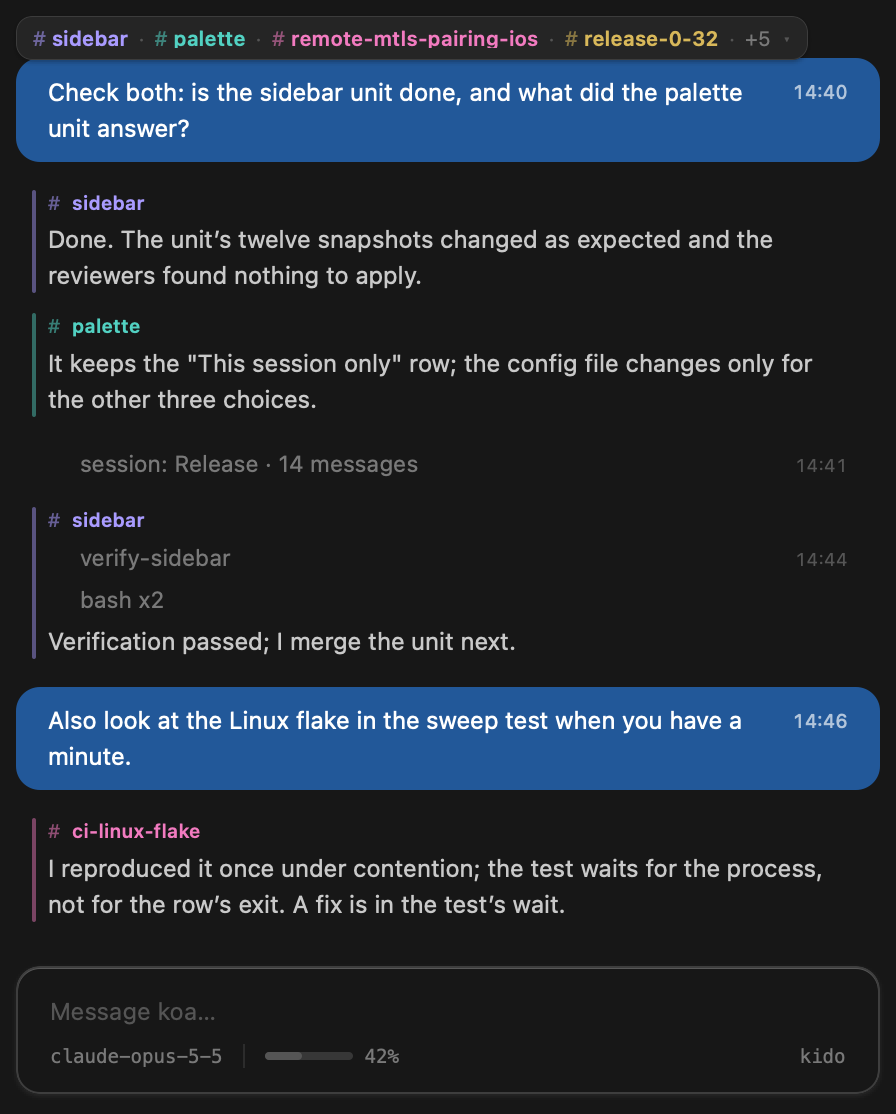 # sidebar · # palette · # remote-mtls-pairing-ios · # release-0-32 · +5
Check both: is the sidebar unit done, and what did the palette 14:40
unit answer?
# sidebar
Done. The unit’s twelve snapshots changed as expected and the
reviewers found nothing to apply.
# palette
It keeps the "This session only" row; the config file changes only for
the other three choices.
session: Release · 14 messages 14:41
# sidebar
verify-sidebar 14:44
bash x2
Verification passed; I merge the unit next.
Also look at the Linux flake in the sweep test when you have a 14:46
minute.
# ci-linux-flake
I reproduced it once under contention; the test waits for the process,
not for the row’s exit. A fix is in the test’s wait.
Message koa...
claude-opus-5-5 42% kido